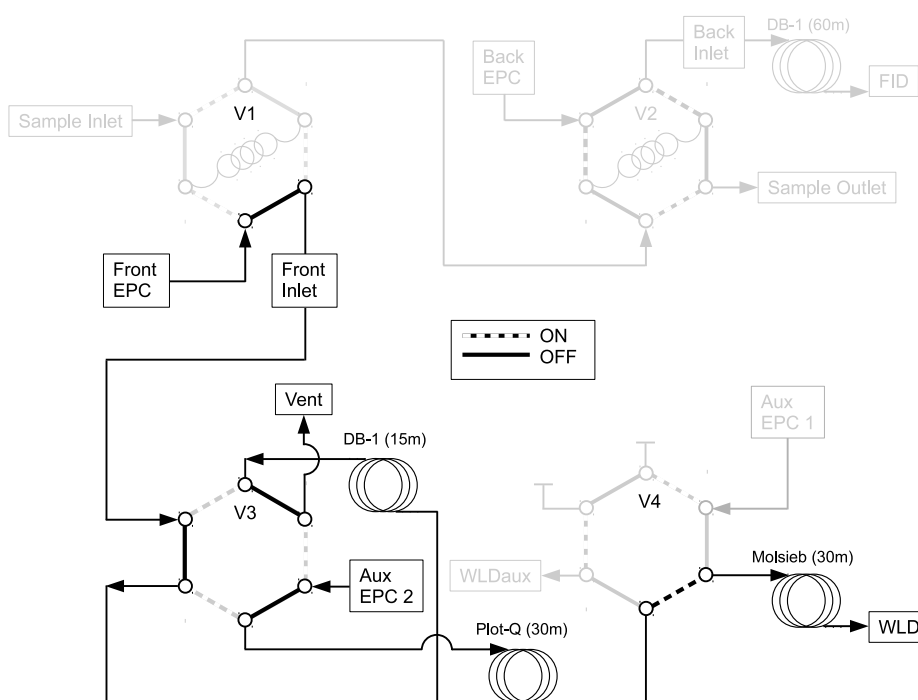 DB-1 (60m)
Back
Inlet
Back
EPC
FID
V1
V2
Sample Inlet
Sample Outlet
Front
EPC
Front
Inlet
ON
OFF
Vent
Aux
EPC 1
DB-1 (15m)
V3
V4
Molsieb (30m)
WLDaux
Aux
EPC 2
WLD
Plot-Q (30m)